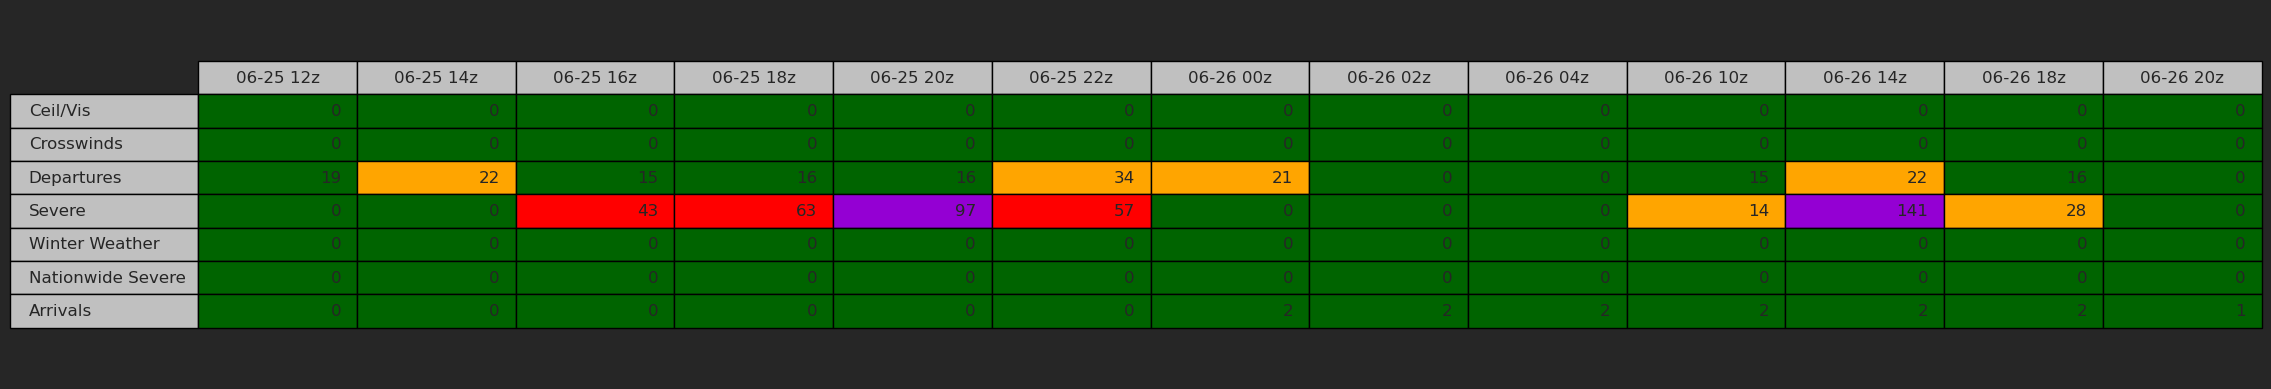 06-25 12z 06-25 14z 06-25 16z 06-25 18z 06-25 20z 06-25 22z 06-26 00z 06-26 02z 06-26 04z 06-26 10z 06-26 14z 06-26 18z 06-26 20z
Ceil/Vis 0 0 0 0 0 0 0 0 0 0 0 0 0
Crosswinds 0 0 0 0 0 0 0 0 0 0 0 0 0
Departures 19 22 15 16 16 34 21 0 0 15 22 16 0
Severe 0 0 43 63 97 57 0 0 0 14 141 28 0
Winter Weather 0 0 0 0 0 0 0 0 0 0 0 0 0
Nationwide Severe 0 0 0 0 0 0 0 0 0 0 0 0 0
Arrivals 0 0 0 0 0 0 2 2 2 2 2 2 1